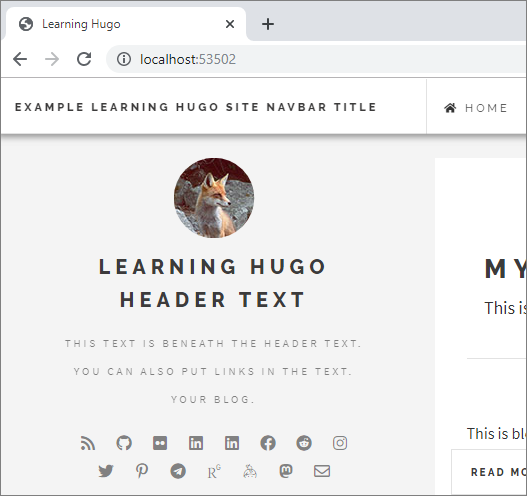 Learning Hugo
localhost:53502
EXAMPLE LEARNING HUGO SITE NAVBAR TITLE
HOME
LEARNING HUGO
HEADER TEXT
THIS TEXT IS BENEATH THE HEADER TEXT.
YOU CAN ALSO PUT LINKS IN THE TEXT.
YOUR BLOG.
in in
R G
MY
This is
This is bl
READ MO